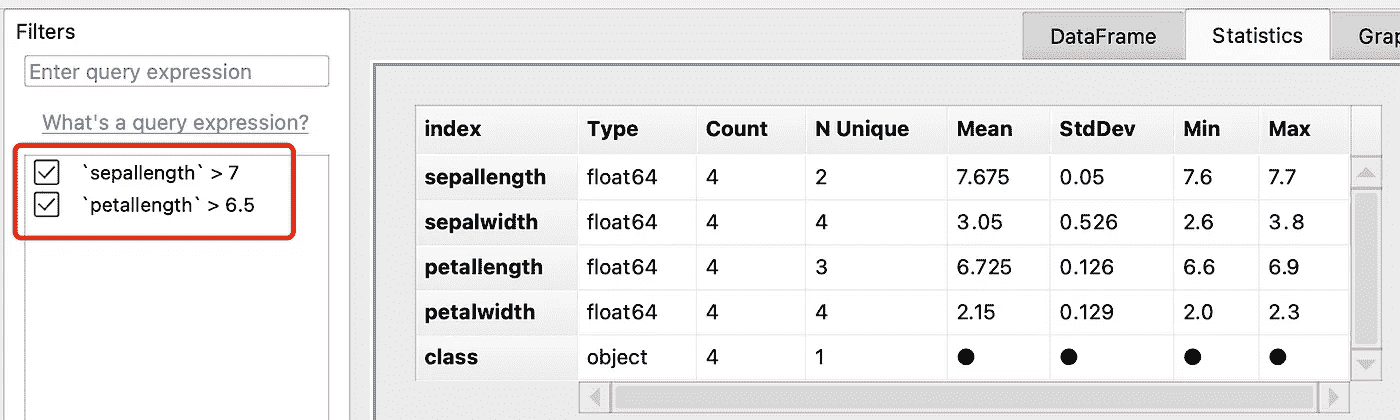 Filters
Enter query expression
What's a query expression?
`sepallength` > 7
`petallength` > 6.5
DataFrame Statistics Grap
index Type Count N Unique Mean StdDev Min Max
sepallength float64 4 2 7.675 0.05 7.6 7.7
sepalwidth float64 4 4 3.05 0.526 2.6 3.8
petallength float64 4 3 6.725 0.126 6.6 6.9
petalwidth float64 4 4 2.15 0.129 2.0 2.3
class object 4 1 ● ● ● ●